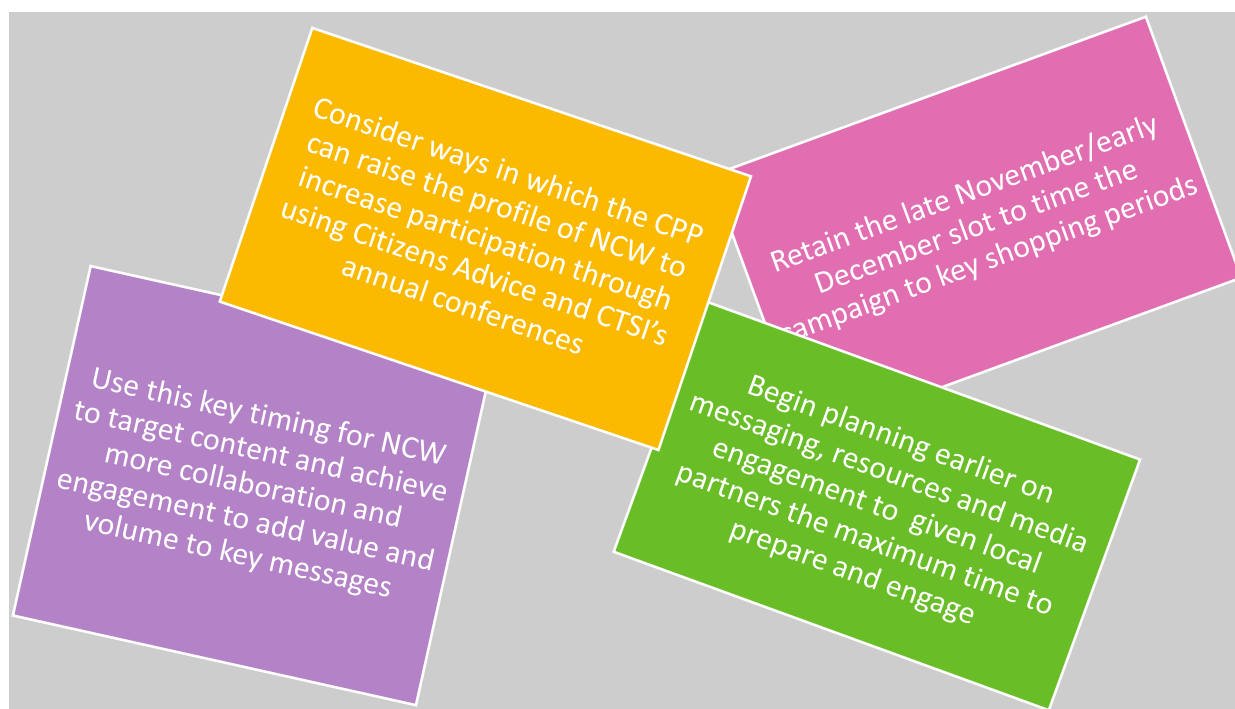 Consider ways in which the CPP
can raise the profile of NCW to
increase participation through
using Citizens Advice and CTSI’s
annual conferences
Retain the late November/early
December slot to time the
campaign to key shopping periods
Use this key timing for NCW
to target content and achieve
more collaboration and
engagement to add value and
volume to key messages
Begin planning earlier on
messaging, resources and media
engagement to  given local
partners the maximum time to
prepare and engage